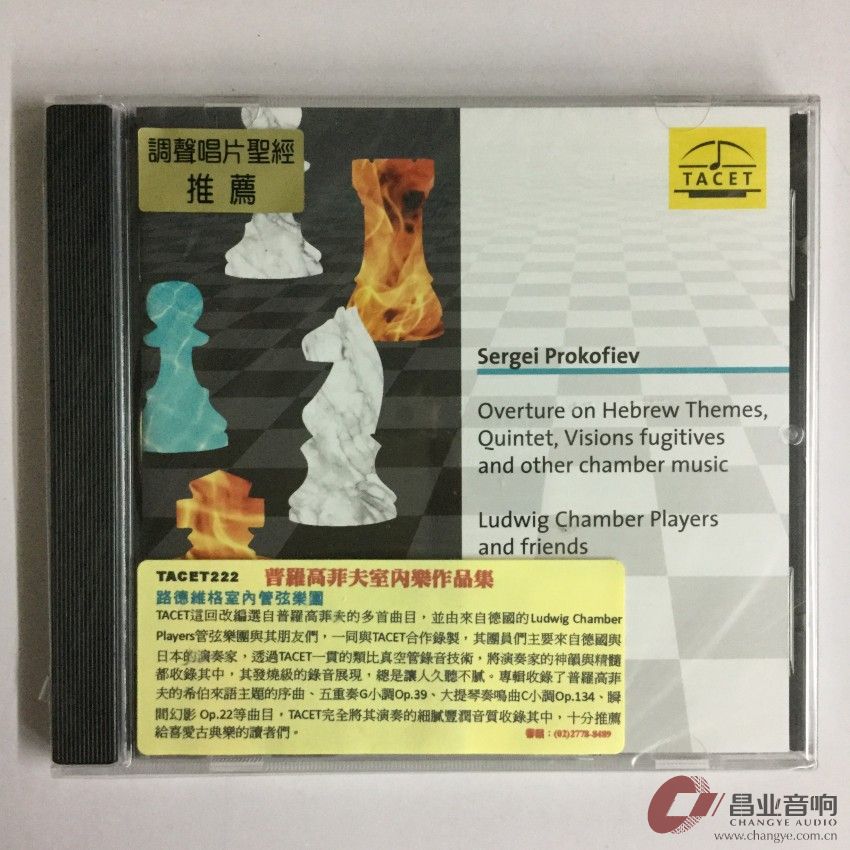 調聲唱片聖經
推薦
TACET
Sergei Prokofiev
Overture on Hebrew Themes,
Quintet, Visions fugitives
and other chamber music
Ludwig Chamber Players
and friends
TACET222 普羅高菲夫室內樂作品集
路德維格室內管弦樂團
TACET這回改編選自普羅高菲夫的多首曲目，並由來自德國的Ludwig Chamber
Players管弦樂團與其朋友們，一同與TACET合作錄製，其團員們主要來自德國與
日本的演奏家，透過TACET一貫的類比真空管錄音技術，將演奏家的神韻與精髓
都收錄其中，其發燒級的錄音展現，總是讓人久聽不膩。專輯收錄了普羅高菲
夫的希伯來語主題的序曲、五重奏G小調Op.39、大提琴奏鳴曲C小調Op.134、瞬
間幻影 Op.22等曲目，TACET完全將其演奏的細膩豐潤音質收錄其中，十分推薦
給喜愛古典樂的讀者們。
(02)2778-8489
昌业音响
CHANGYE AUDIO
www.changye.com.cn